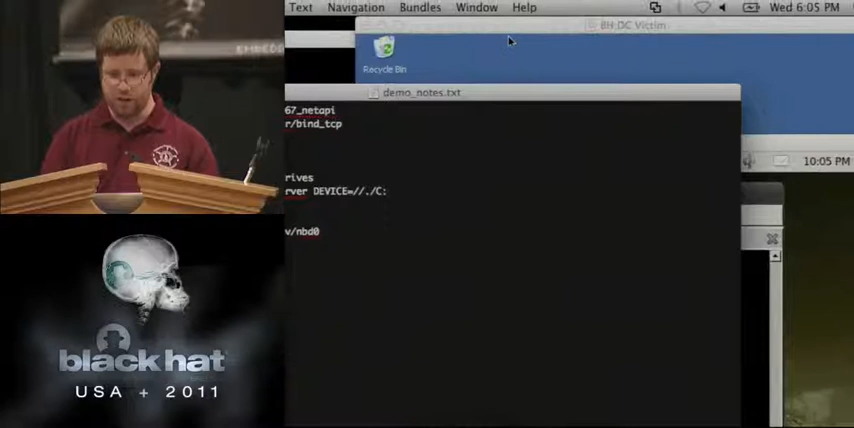 Text Navigation Bundles Window Help
Wed 6:05 PM
BH-DC Victim
Recycle Bin
demo_notes.txt
67_netapi
r/bind_tcp
rives
rver DEVICE=//./C:
v/nbd0
10:05 PM
black hat
USA + 2011